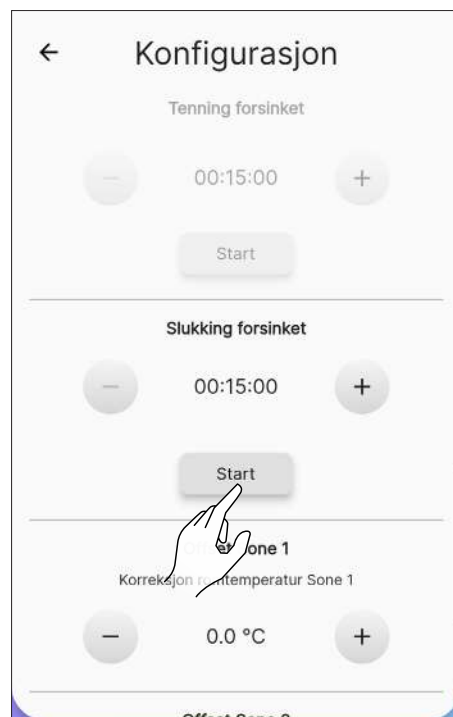 Konfigurasjon
Tenning forsinket
00:15:00
Start
Slukking forsinket
00:15:00
Start
one 1
Korreksjon romtemperatur Sone 1
0.0 °C